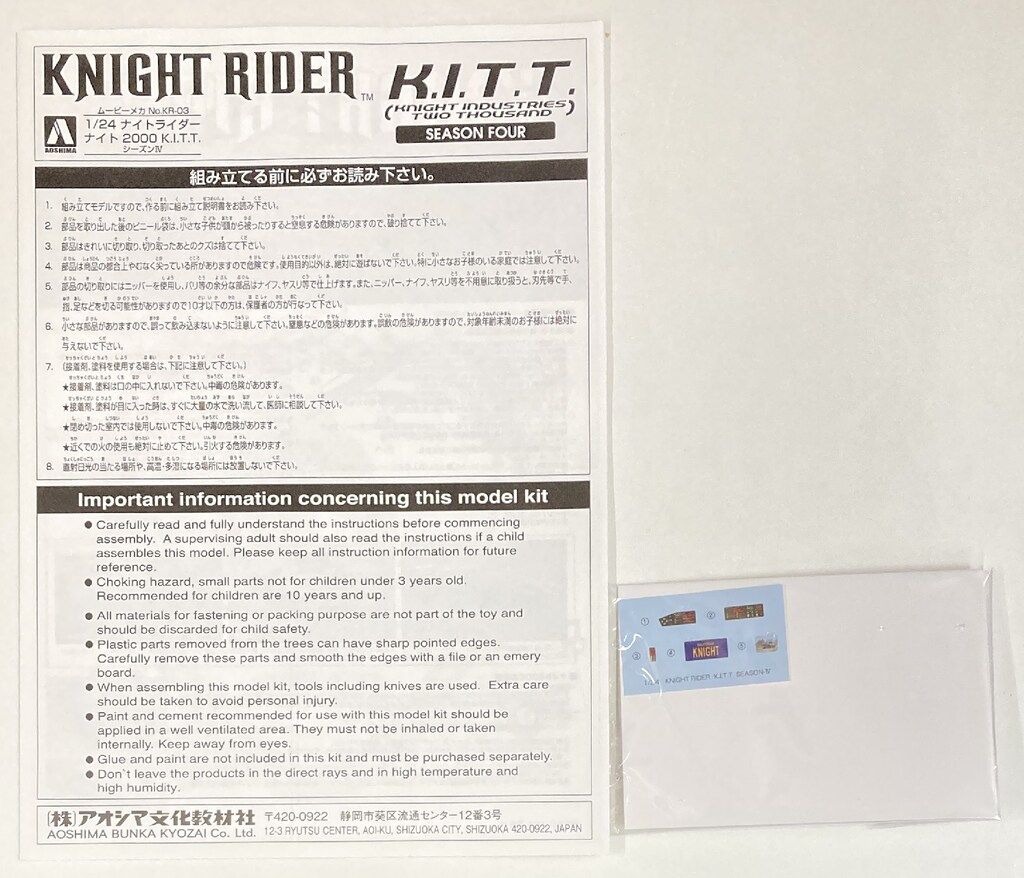 KNIGHT RIDER TM
ムービーメカ No.KR-03
AOSHIMA
1/24 ナイトライダー
ナイト 2000 K.I.T.T.
シーズンⅣ
K.I.T.T.
(KNIGHT INDUSTRIES
TWO THOUSAND)
SEASON FOUR
組み立てる前に必ずお読み下さい。
1. 組み立てモデルですので、作る前に組み立て説明書をお読み下さい。
2. 部品を取り出した後のビニール袋は、小さな子供が頭から被ったりすると窒息する危険がありますので、破り捨てて下さい。
3. 部品はきれいに切り取り、切り取ったあとのクズは捨てて下さい。
4. 部品は商品の都合上やむなく尖っている所がありますので危険です。使用目的以外は、絶対に遊ばないで下さい。特に小さなお子様のいる家庭では注意して下さい。
5. 部品の切り取りにはニッパーを使用し、バリ等の余分な部品はナイフ、ヤスリ等で仕上げます。また、ニッパー、ナイフ、ヤスリ等を不用意に取り扱うと、刃先等で手、
指、足などを切る可能性がありますので10才以下の方は、保護者の方が行なって下さい。
6. 小さな部品がありますので、誤って飲み込まないように注意して下さい。窒息などの危険があります。誤飲の危険がありますので、対象年齢未満のお子様には絶対に
与えないで下さい。
7. (接着剤、塗料を使用する場合は、下記に注意して下さい。)
★接着剤、塗料は口の中に入れないで下さい。中毒の危険があります。
★接着剤、塗料が目に入った時は、すぐに大量の水で洗い流して、医師に相談して下さい。
★閉め切った室内では使用しないで下さい。中毒の危険があります。
★近くでの火の使用も絶対に止めて下さい。引火する危険があります。
8. 直射日光の当たる場所や、高温・多湿になる場所には放置しないで下さい。
Important information concerning this model kit
● Carefully read and fully understand the instructions before commencing
assembly. A supervising adult should also read the instructions if a child
assembles this model. Please keep all instruction information for future
reference.
● Choking hazard, small parts not for children under 3 years old.
Recommended for children are 10 years and up.
● All materials for fastening or packing purpose are not part of the toy and
should be discarded for child safety.
● Plastic parts removed from the trees can have sharp pointed edges.
Carefully remove these parts and smooth the edges with a file or an emery
board.
● When assembling this model kit, tools including knives are used. Extra care
should be taken to avoid personal injury.
● Paint and cement recommended for use with this model kit should be
applied in a well ventilated area. They must not be inhaled or taken
internally. Keep away from eyes.
● Glue and paint are not included in this kit and must be purchased separately.
● Don`t leave the products in the direct rays and in high temperature and
high humidity.
(株)アオシマ文化教材社 〒420-0922 静岡市葵区流通センター12番3号
AOSHIMA BUNKA KYOZAI Co. Ltd. 12-3 RYUTSU CENTER, AOI-KU, SHIZUOKA CITY, SHIZUOKA 420-0922, JAPAN
① ②
③ ④ KNIGHT ⑤
1/24 KNIGHT RIDER K.I.T.T. SEASON-Ⅳ